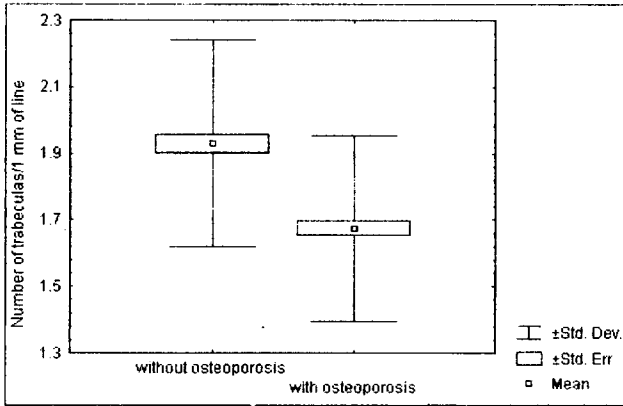 Number of trabeculas/1 mm of line
2.3
2.1
1.9
1.7
1.5
1.3
without osteoporosis
with osteoporosis
±Std. Dev.
±Std. Err
Mean